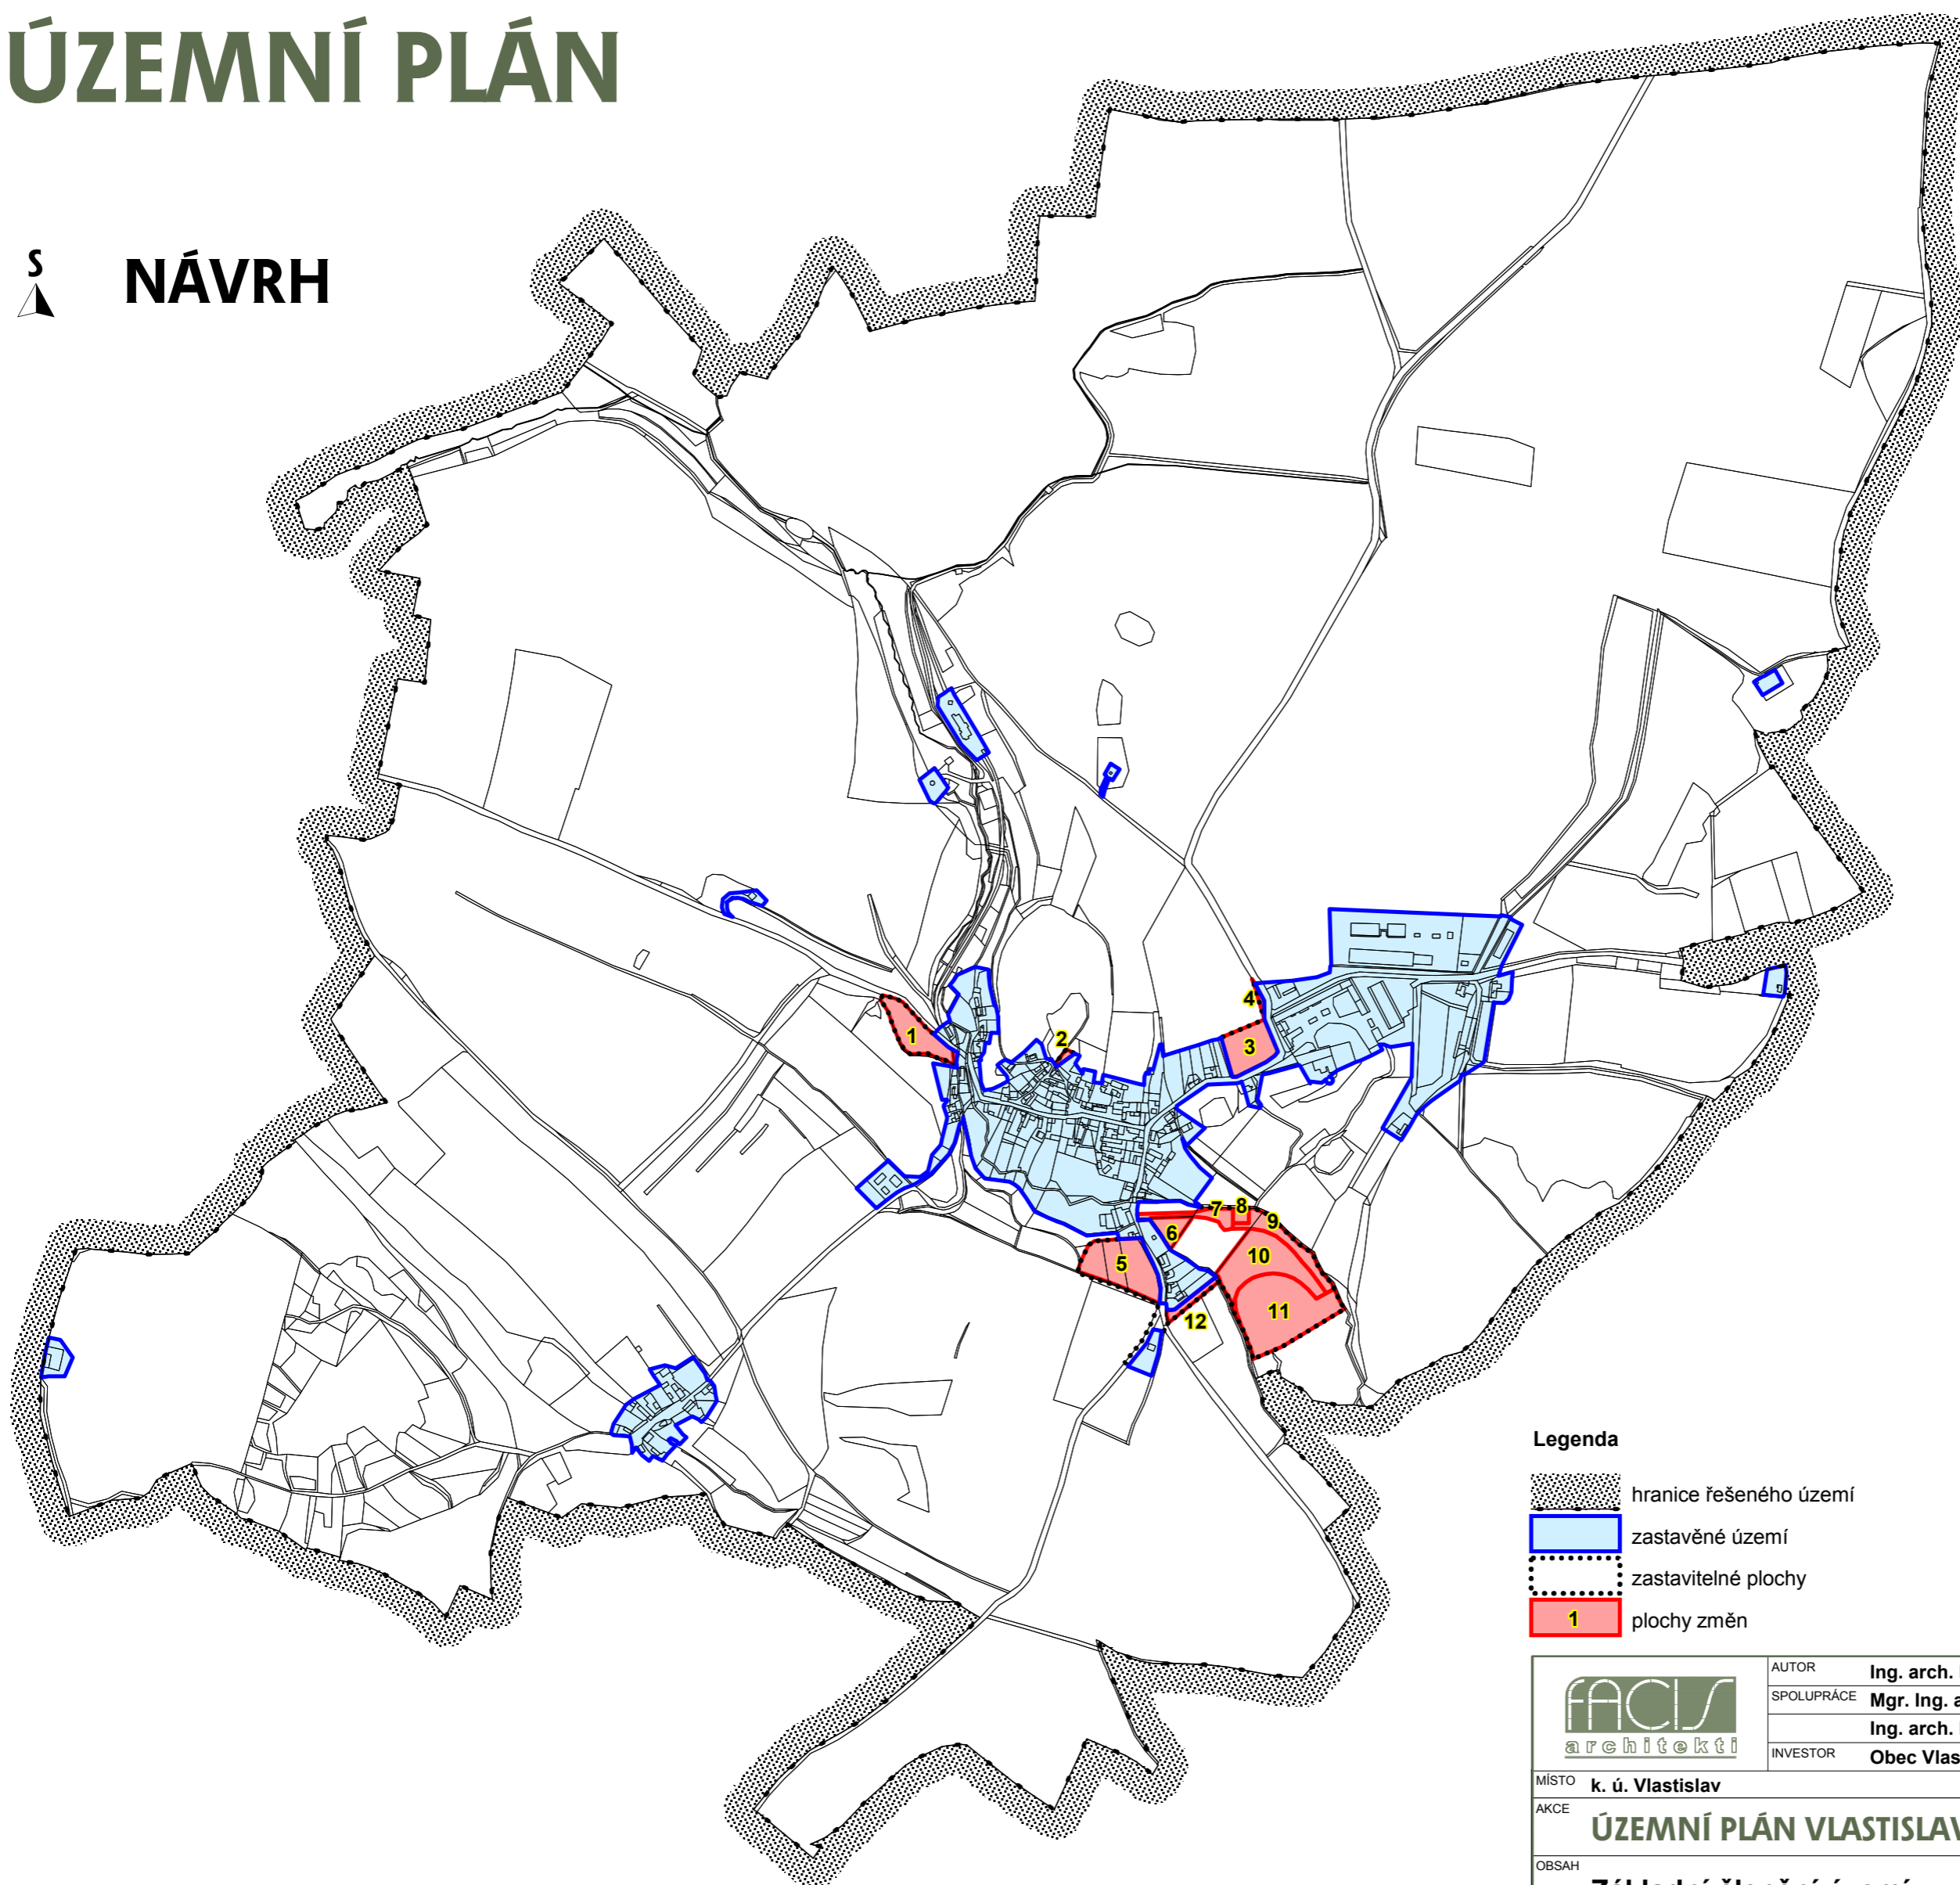 ÚZEMNÍ PLÁN
S
NÁVRH
1
2
3
4
5
6
7
8
9
10
11
12
Legenda
hranice řešeného území
zastavěné území
zastavitelné plochy
1 plochy změn
FACIS
architekti
AUTOR Ing. arch.
SPOLUPRÁCE Mgr. Ing. a
Ing. arch.
INVESTOR Obec Vlas
MÍSTO k. ú. Vlastislav
AKCE
ÚZEMNÍ PLÁN VLASTISLAV
OBSAH